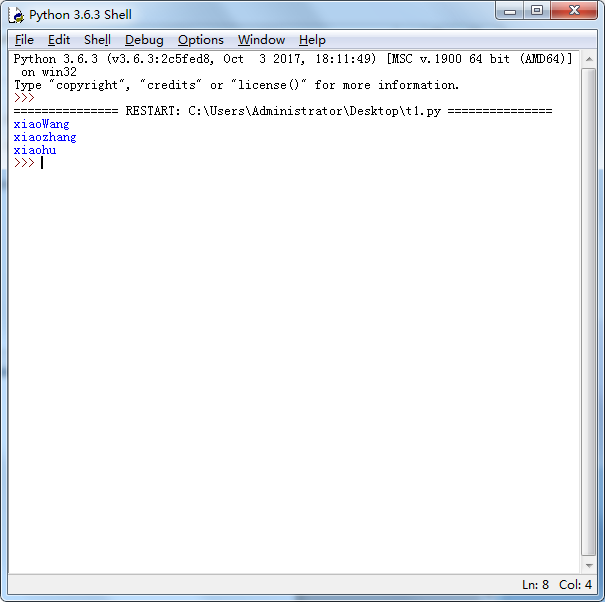 Python 3.6.3 Shell
File Edit Shell Debug Options Window Help
Python 3.6.3 (v3.6.3:2c5fed8, Oct  3 2017, 18:11:49) [MSC v.1900 64 bit (AMD64)]
 on win32
Type "copyright", "credits" or "license()" for more information.
>>>
=============== RESTART: C:\Users\Administrator\Desktop\t1.py ===============
xiaoWang
xiaozhang
xiaohu
>>>
Ln: 8 Col: 4